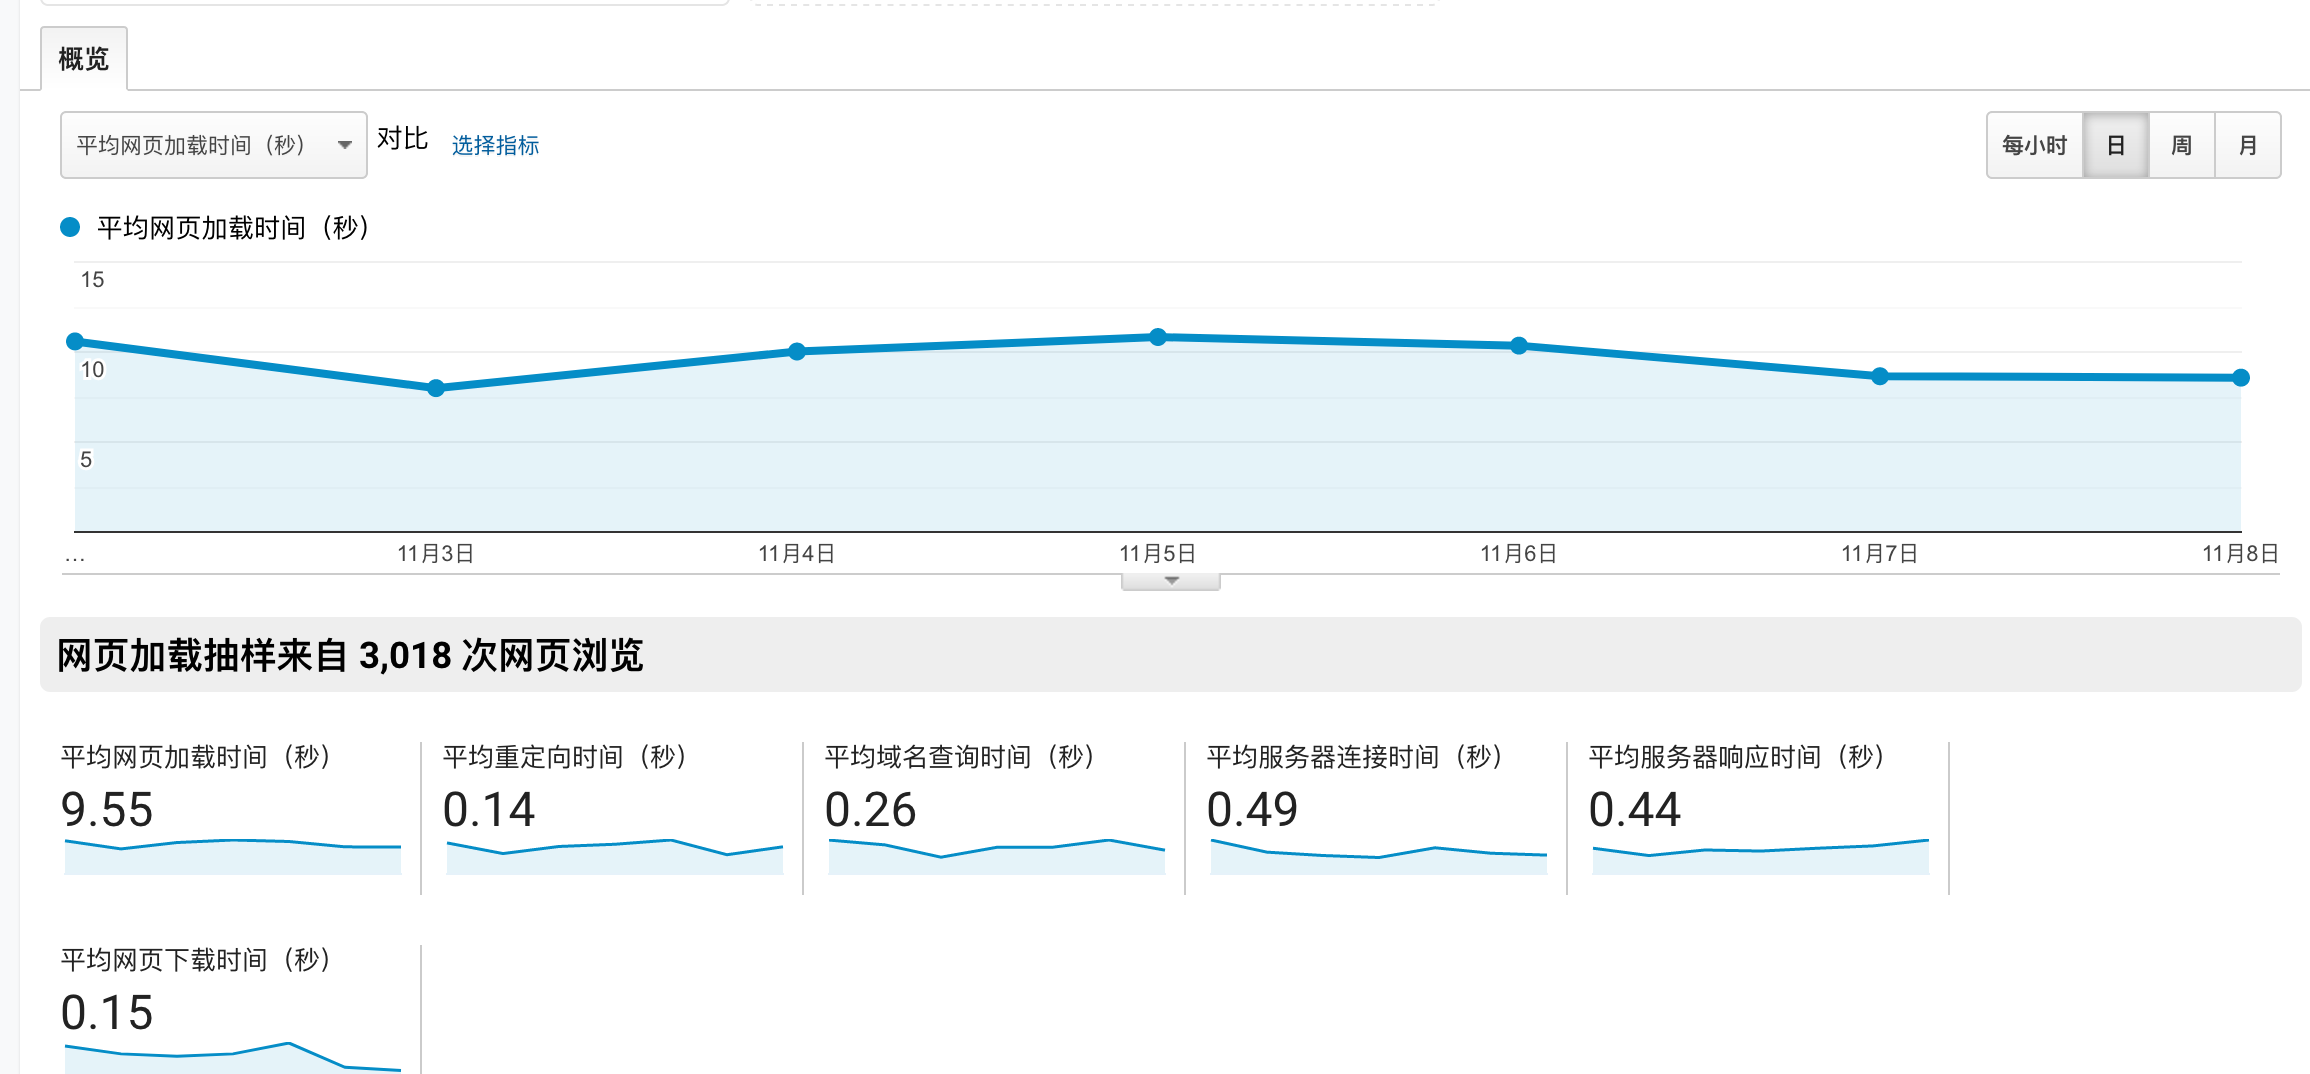 概览
平均网页加载时间（秒） 对比 选择指标 每小时 日 周 月
平均网页加载时间（秒）
15
10
5
... 11月3日 11月4日 11月5日 11月6日 11月7日 11月8日
网页加载抽样来自 3,018 次网页浏览
平均网页加载时间（秒） 平均重定向时间（秒） 平均域名查询时间（秒） 平均服务器连接时间（秒） 平均服务器响应时间（秒）
9.55 0.14 0.26 0.49 0.44
平均网页下载时间（秒）
0.15